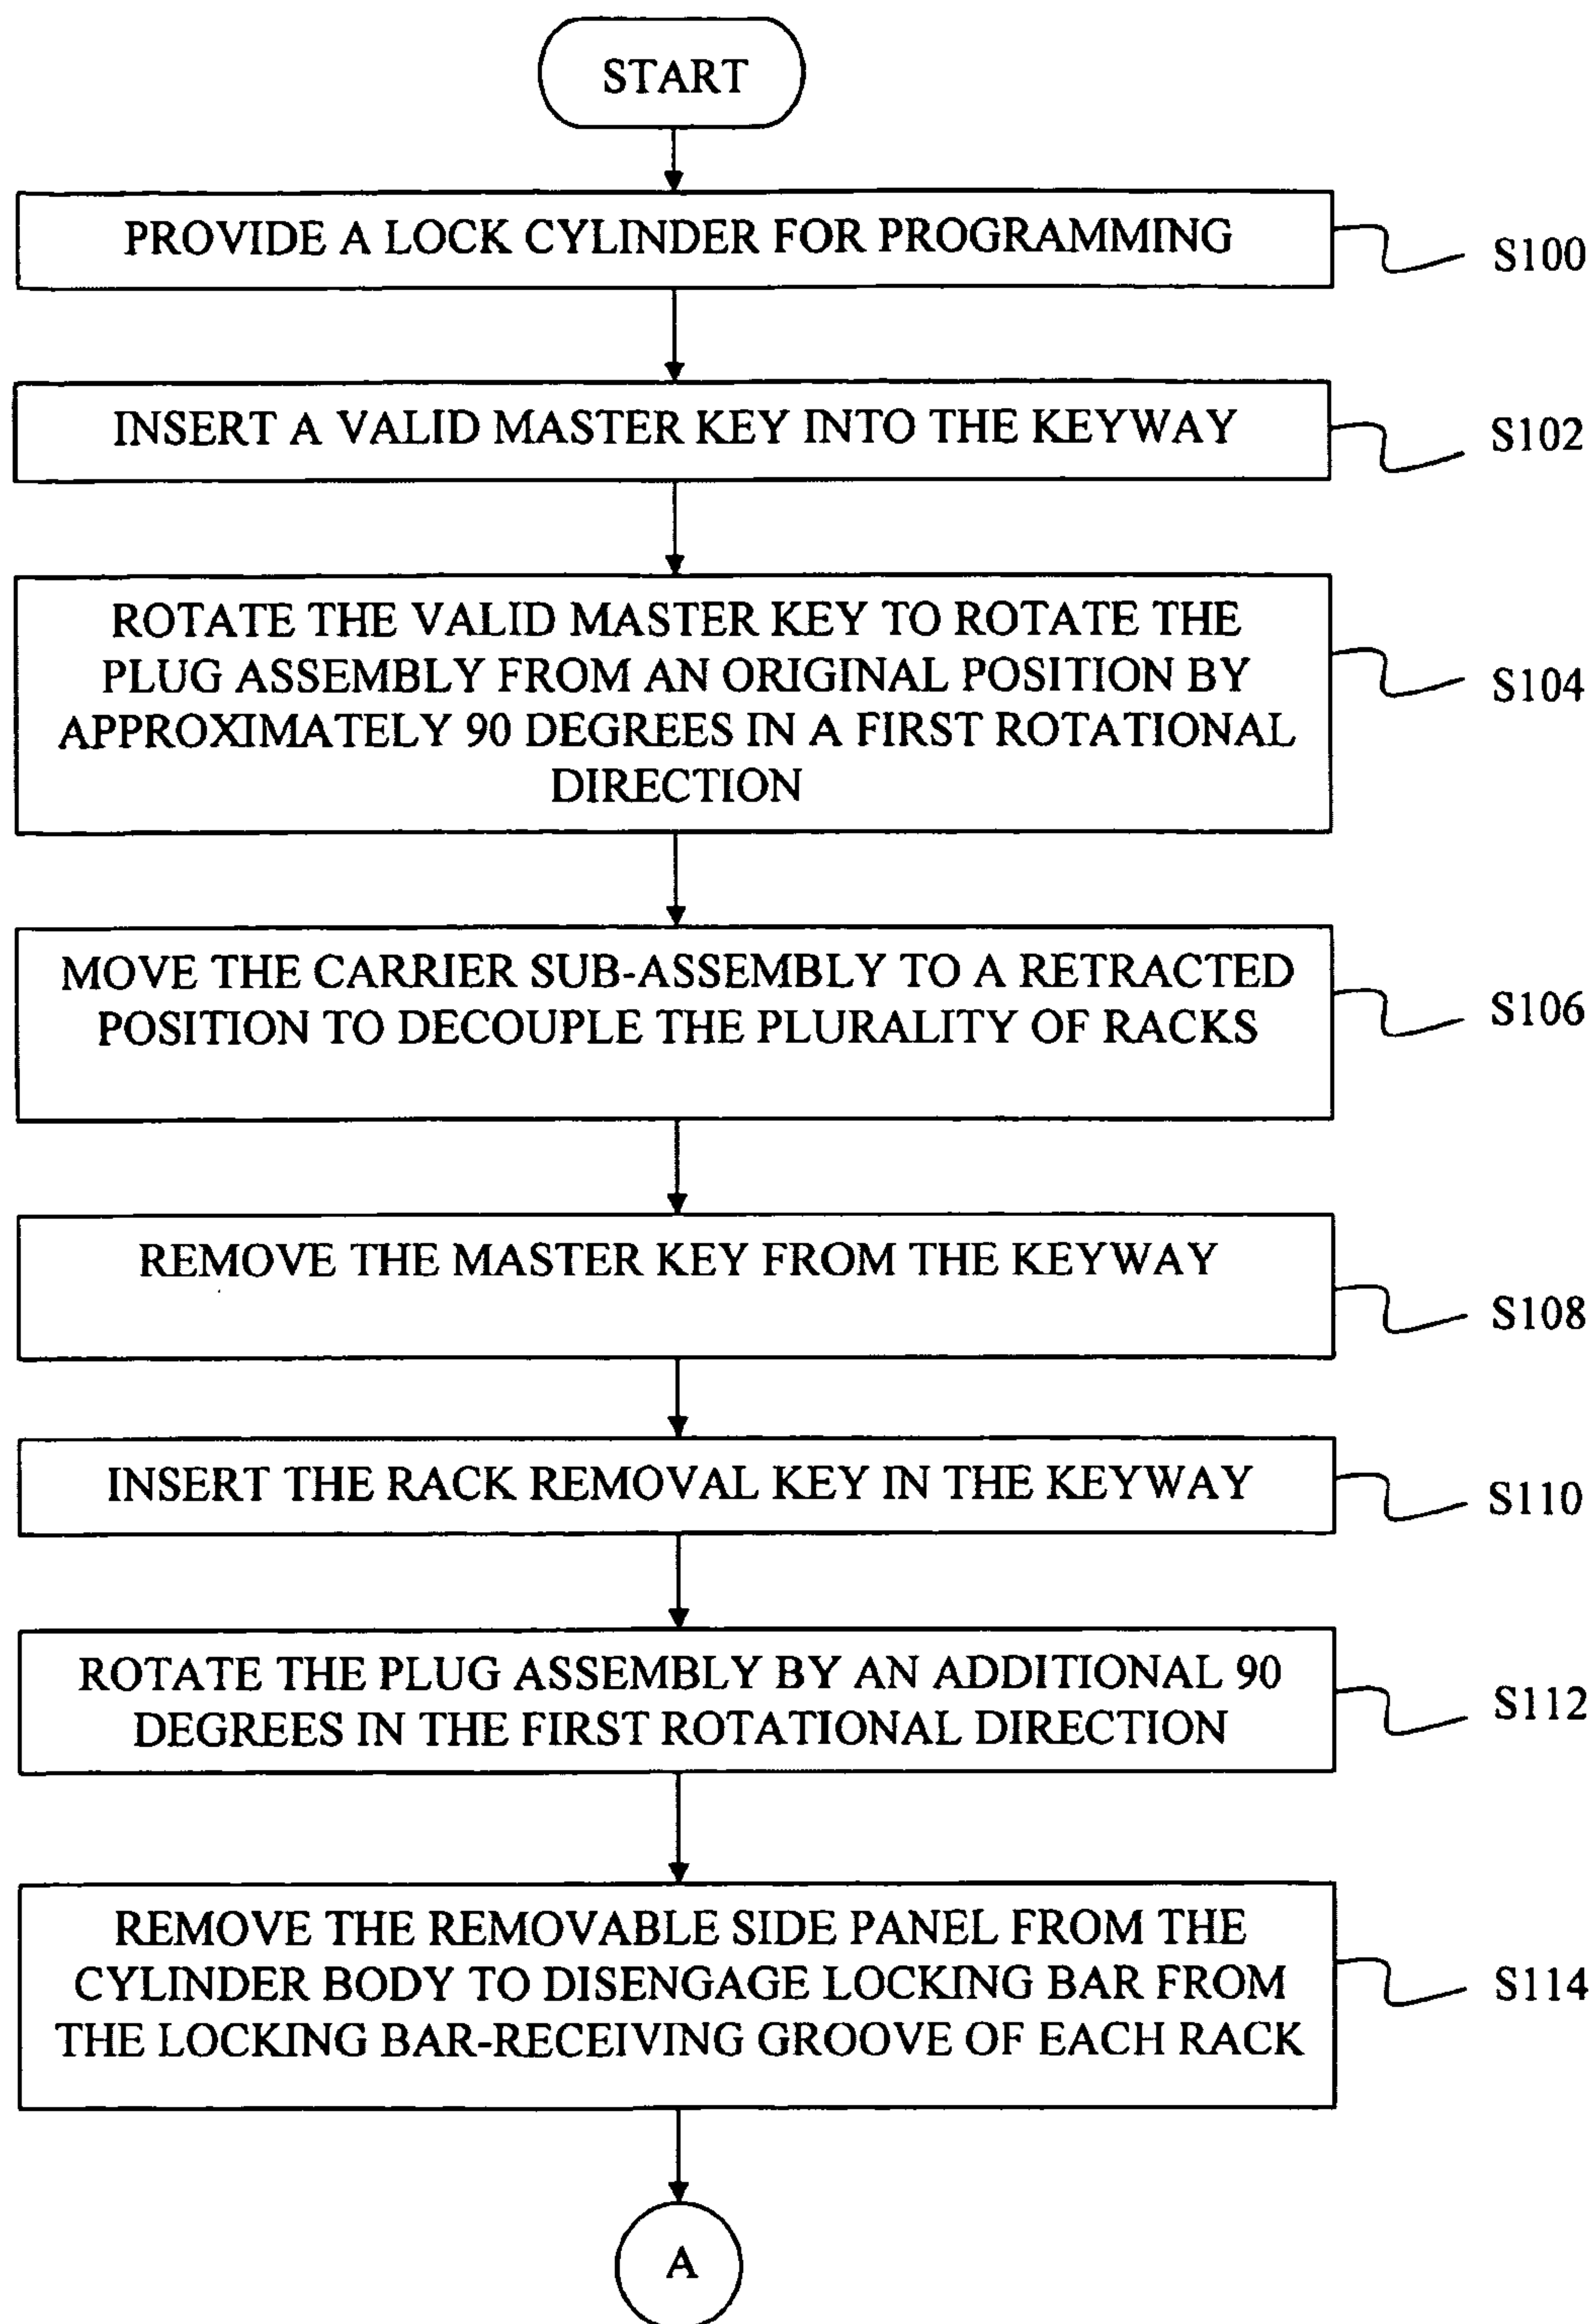 START
PROVIDE A LOCK CYLINDER FOR PROGRAMMING
S100
INSERT A VALID MASTER KEY INTO THE KEYWAY
S102
ROTATE THE VALID MASTER KEY TO ROTATE THE
PLUG ASSEMBLY FROM AN ORIGINAL POSITION BY
APPROXIMATELY 90 DEGREES IN A FIRST ROTATIONAL
DIRECTION
S104
MOVE THE CARRIER SUB-ASSEMBLY TO A RETRACTED
POSITION TO DECOUPLE THE PLURALITY OF RACKS
S106
REMOVE THE MASTER KEY FROM THE KEYWAY
S108
INSERT THE RACK REMOVAL KEY IN THE KEYWAY
S110
ROTATE THE PLUG ASSEMBLY BY AN ADDITIONAL 90
DEGREES IN THE FIRST ROTATIONAL DIRECTION
S112
REMOVE THE REMOVABLE SIDE PANEL FROM THE
CYLINDER BODY TO DISENGAGE LOCKING BAR FROM
THE LOCKING BAR-RECEIVING GROOVE OF EACH RACK
S114
A